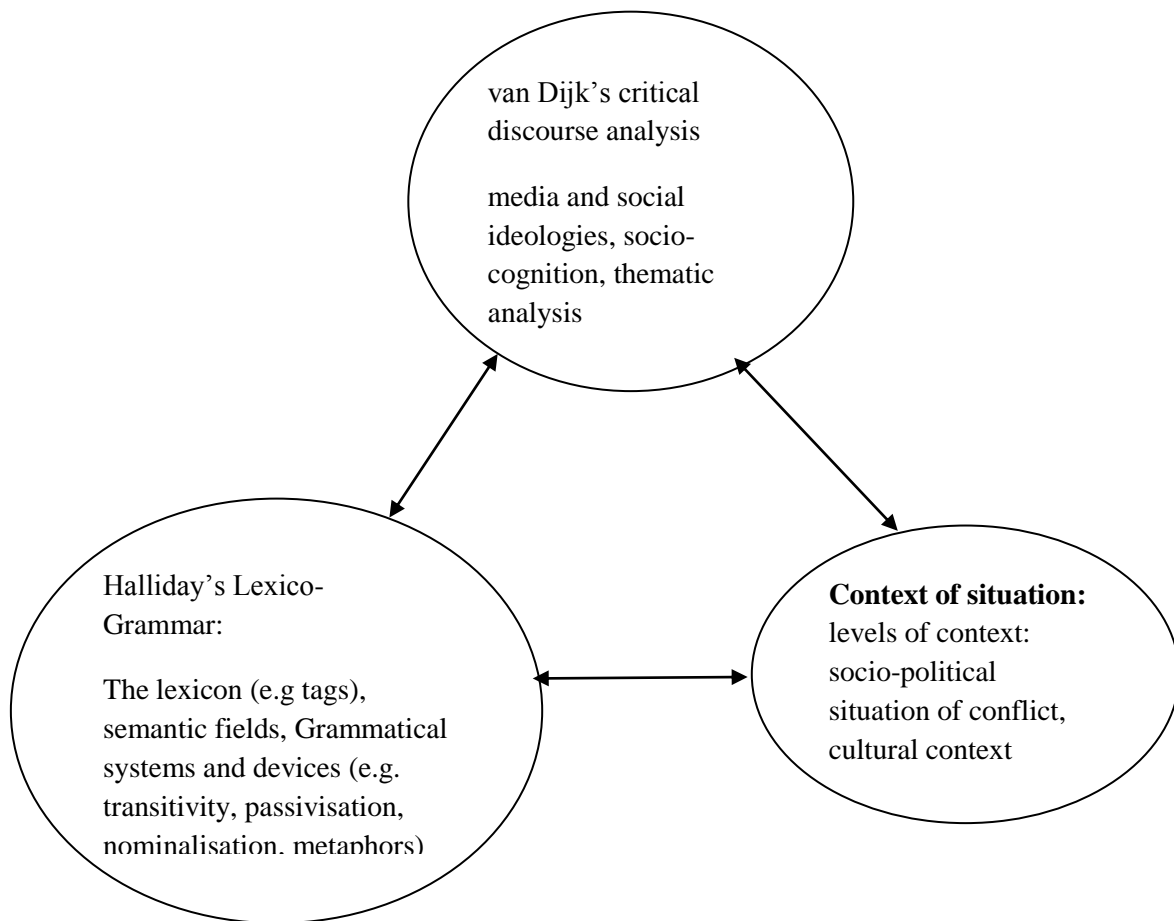 van Dijk’s critical
discourse analysis
media and social
ideologies, socio-
cognition, thematic
analysis
Halliday’s Lexico-
Grammar:
The lexicon (e.g tags),
semantic fields, Grammatical
systems and devices (e.g.
transitivity, passivisation,
nominalisation, metaphors)
Context of situation:
levels of context:
socio-political
situation of conflict,
cultural context